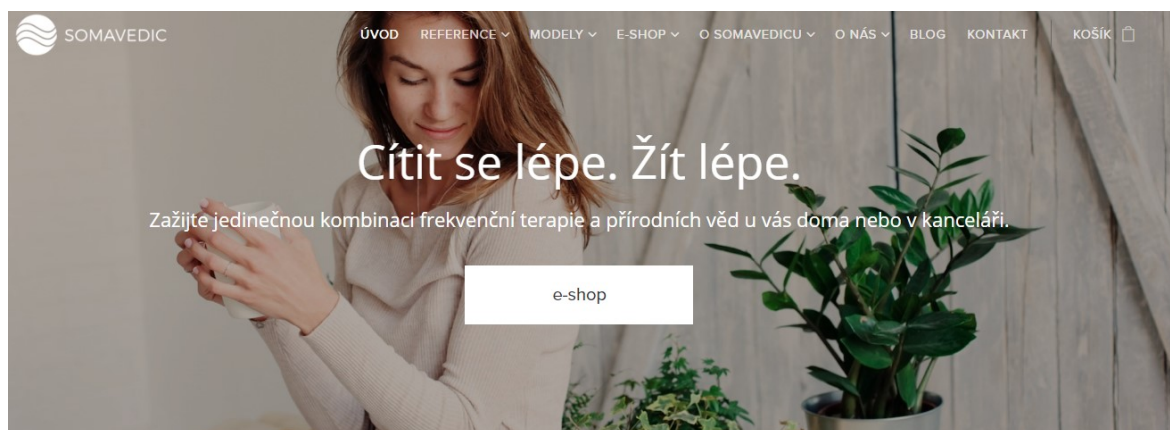 SOMAVEDIC
ÚVOD REFERENCE MODELY E-SHOP O SOMAVEDICU O NÁS BLOG KONTAKT KOŠÍK
Cítit se lépe. Žít lépe.
Zažijte jedinečnou kombinaci frekvenční terapie a přírodních věd u vás doma nebo v kanceláři.
e-shop